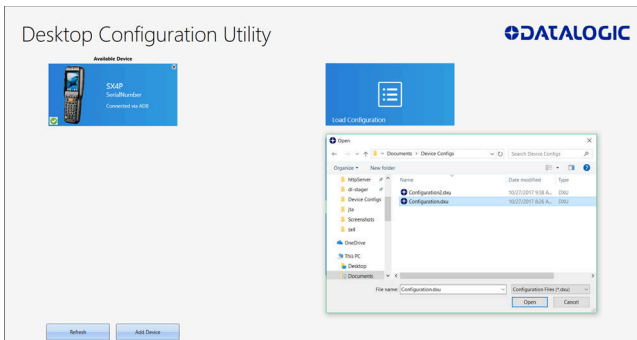 Desktop Configuration Utility
DATALOGIC
Available Device
SX4P
SerialNumber
Connected via ADB
Load Configuration
Open
Documents > Device Configs
Search Device Configs
Organize
New folder
Name
Date modified
Type
httpServer
dl-stager
Device Configs
jta
Screenshots
sx4
OneDrive
This PC
Desktop
Documents
Configuration2.dxu
10/27/2017 9:38 A...
DXU
Configuration.dxu
10/27/2017 8:26 A...
DXU
File name:
Configuration.dxu
Configuration Files (*.dxu)
Open
Cancel
Refresh
Add Device